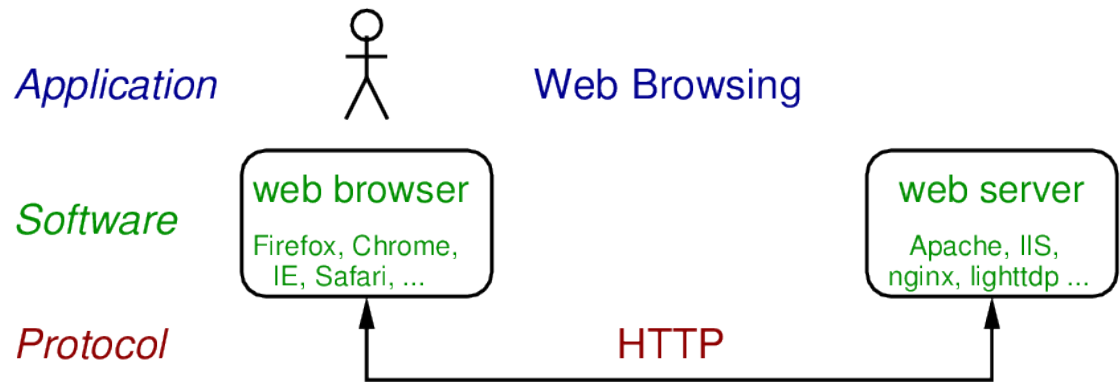 Application
Web Browsing
Software
web browser
Firefox, Chrome,
IE, Safari, ...
web server
Apache, IIS,
nginx, lighttdp ...
Protocol
HTTP